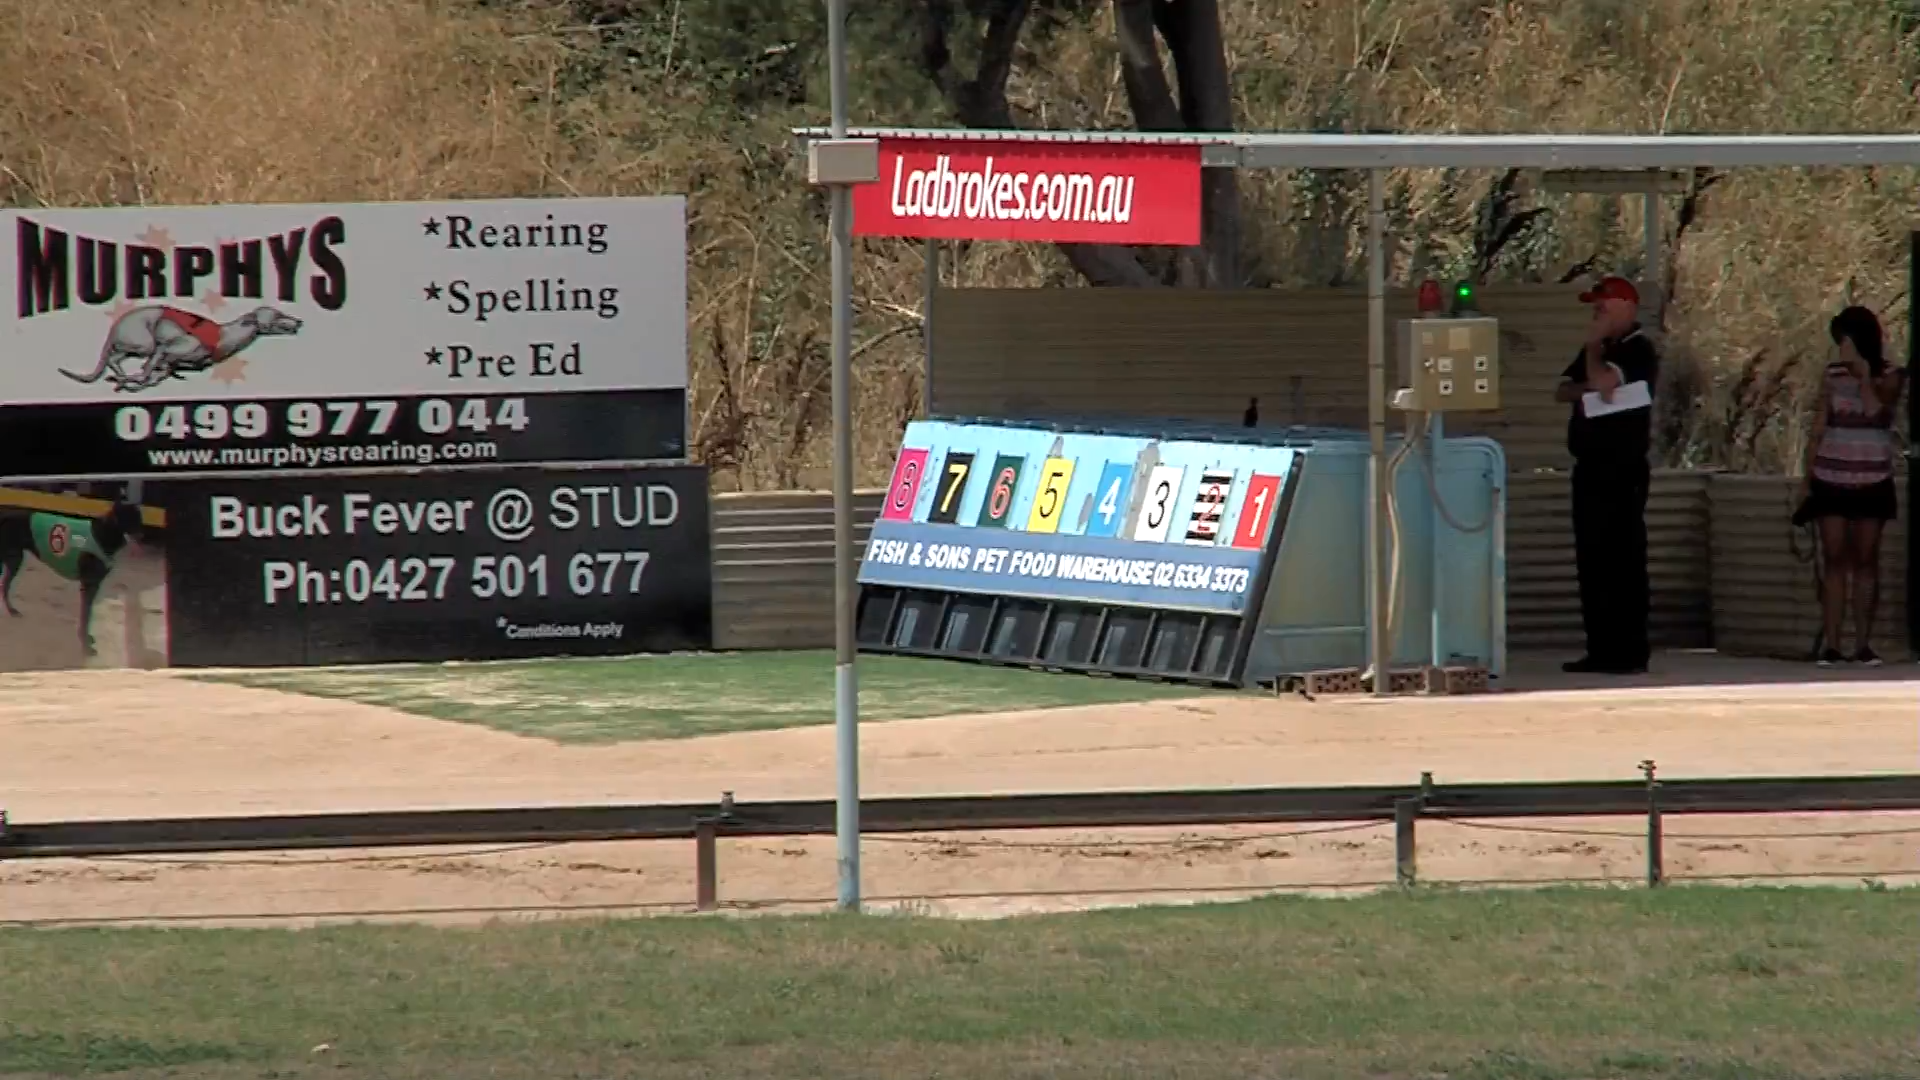 MURPHYS
*Rearing
*Spelling
*Pre Ed
0499 977 044
www.murphysrearing.com
6
Buck Fever @ STUD
Ph:0427 501 677
*Conditions Apply
Ladbrokes.com.au
8 7 6 5 4 3 2 1
FISH & SONS PET FOOD WAREHOUSE 02 6334 3373